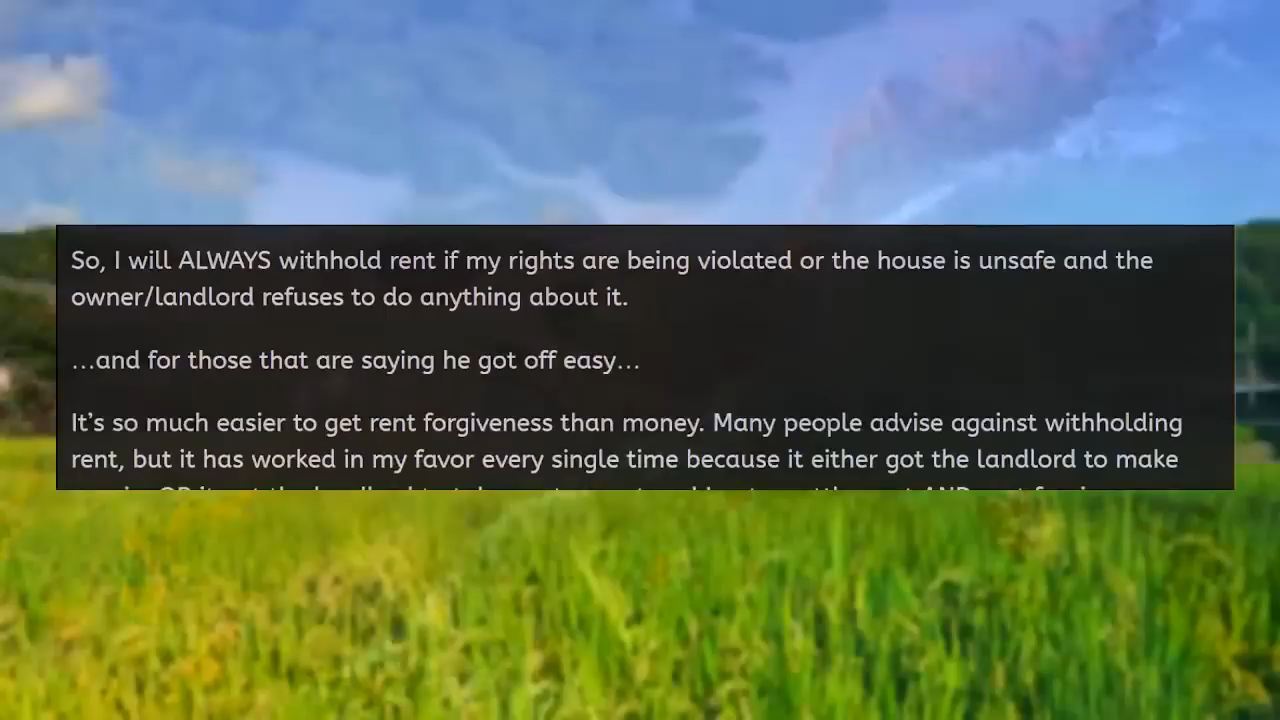 So, I will ALWAYS withhold rent if my rights are being violated or the house is unsafe and the
owner/landlord refuses to do anything about it.
...and for those that are saying he got off easy...
It's so much easier to get rent forgiveness than money. Many people advise against withholding
rent, but it has worked in my favor every single time because it either got the landlord to make